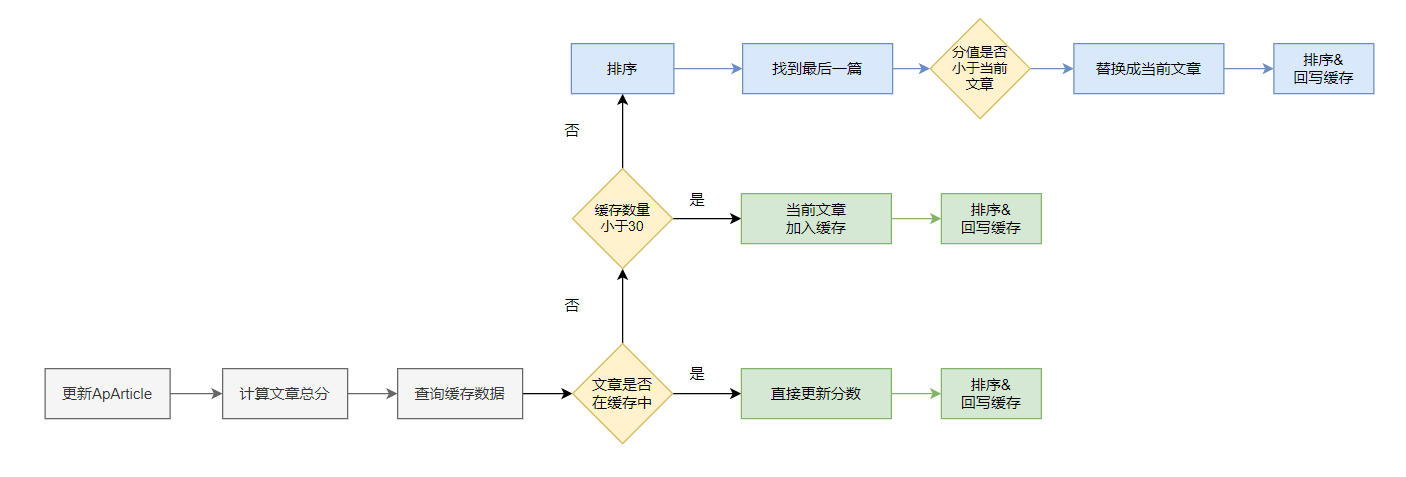 排序
找到最后一篇
分值是否
小于当前
文章
替换成当前文章
排序&
回写缓存
否
缓存数量
小于30
是
当前文章
加入缓存
排序&
回写缓存
否
更新ApArticle
计算文章总分
查询缓存数据
文章是否
在缓存中
是
直接更新分数
排序&
回写缓存